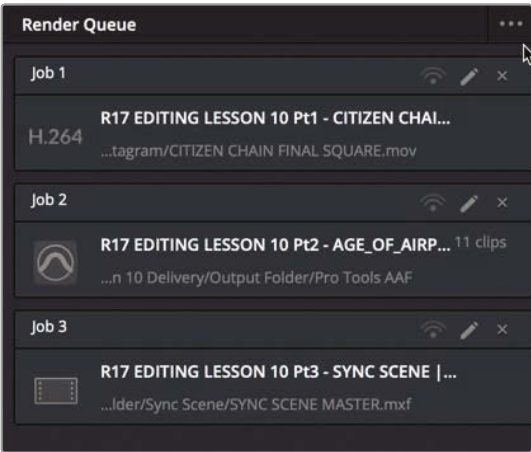 Render Queue
Job 1
H.264
R17 EDITING LESSON 10 Pt1 - CITIZEN CHAI...
...tagram/CITIZEN CHAIN FINAL SQUARE.mov
Job 2
R17 EDITING LESSON 10 Pt2 - AGE_OF_AIRP... 11 clips
...n 10 Delivery/Output Folder/Pro Tools AAF
Job 3
R17 EDITING LESSON 10 Pt3 - SYNC SCENE |...
...lder/Sync Scene/SYNC SCENE MASTER.mxf